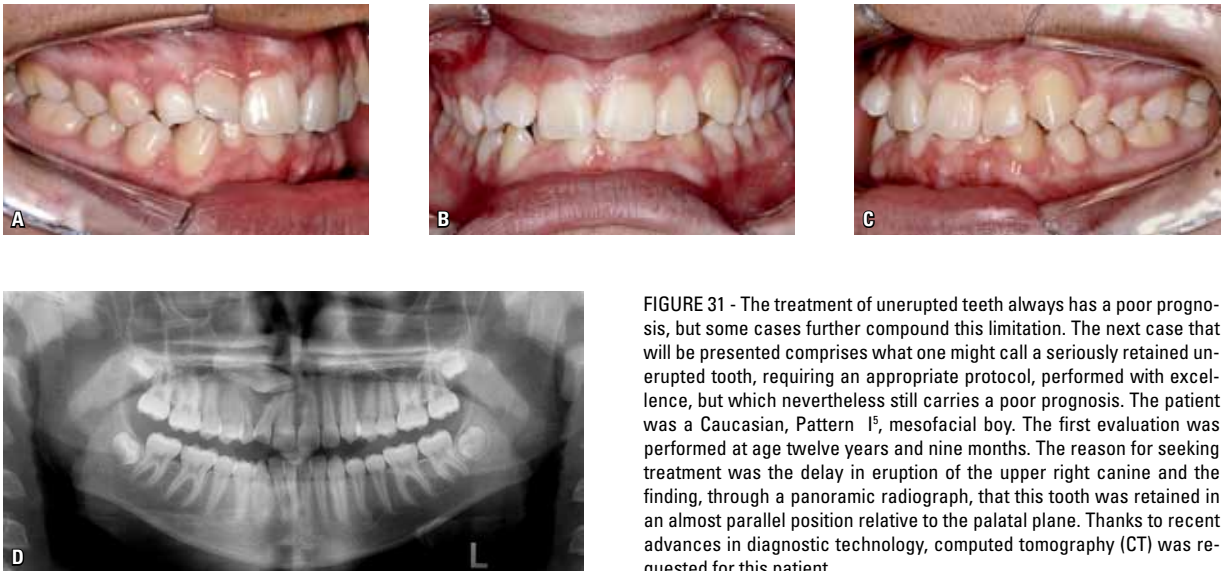 A
B
C
D
L
FIGURE 31 - The treatment of unerupted teeth always has a poor progno-
sis, but some cases further compound this limitation. The next case that
will be presented comprises what one might call a seriously retained un-
erupted tooth, requiring an appropriate protocol, performed with excel-
lence, but which nevertheless still carries a poor prognosis. The patient
was a Caucasian, Pattern I⁵, mesofacial boy. The first evaluation was
performed at age twelve years and nine months. The reason for seeking
treatment was the delay in eruption of the upper right canine and the
finding, through a panoramic radiograph, that this tooth was retained in
an almost parallel position relative to the palatal plane. Thanks to recent
advances in diagnostic technology, computed tomography (CT) was re-
quested for this patient.